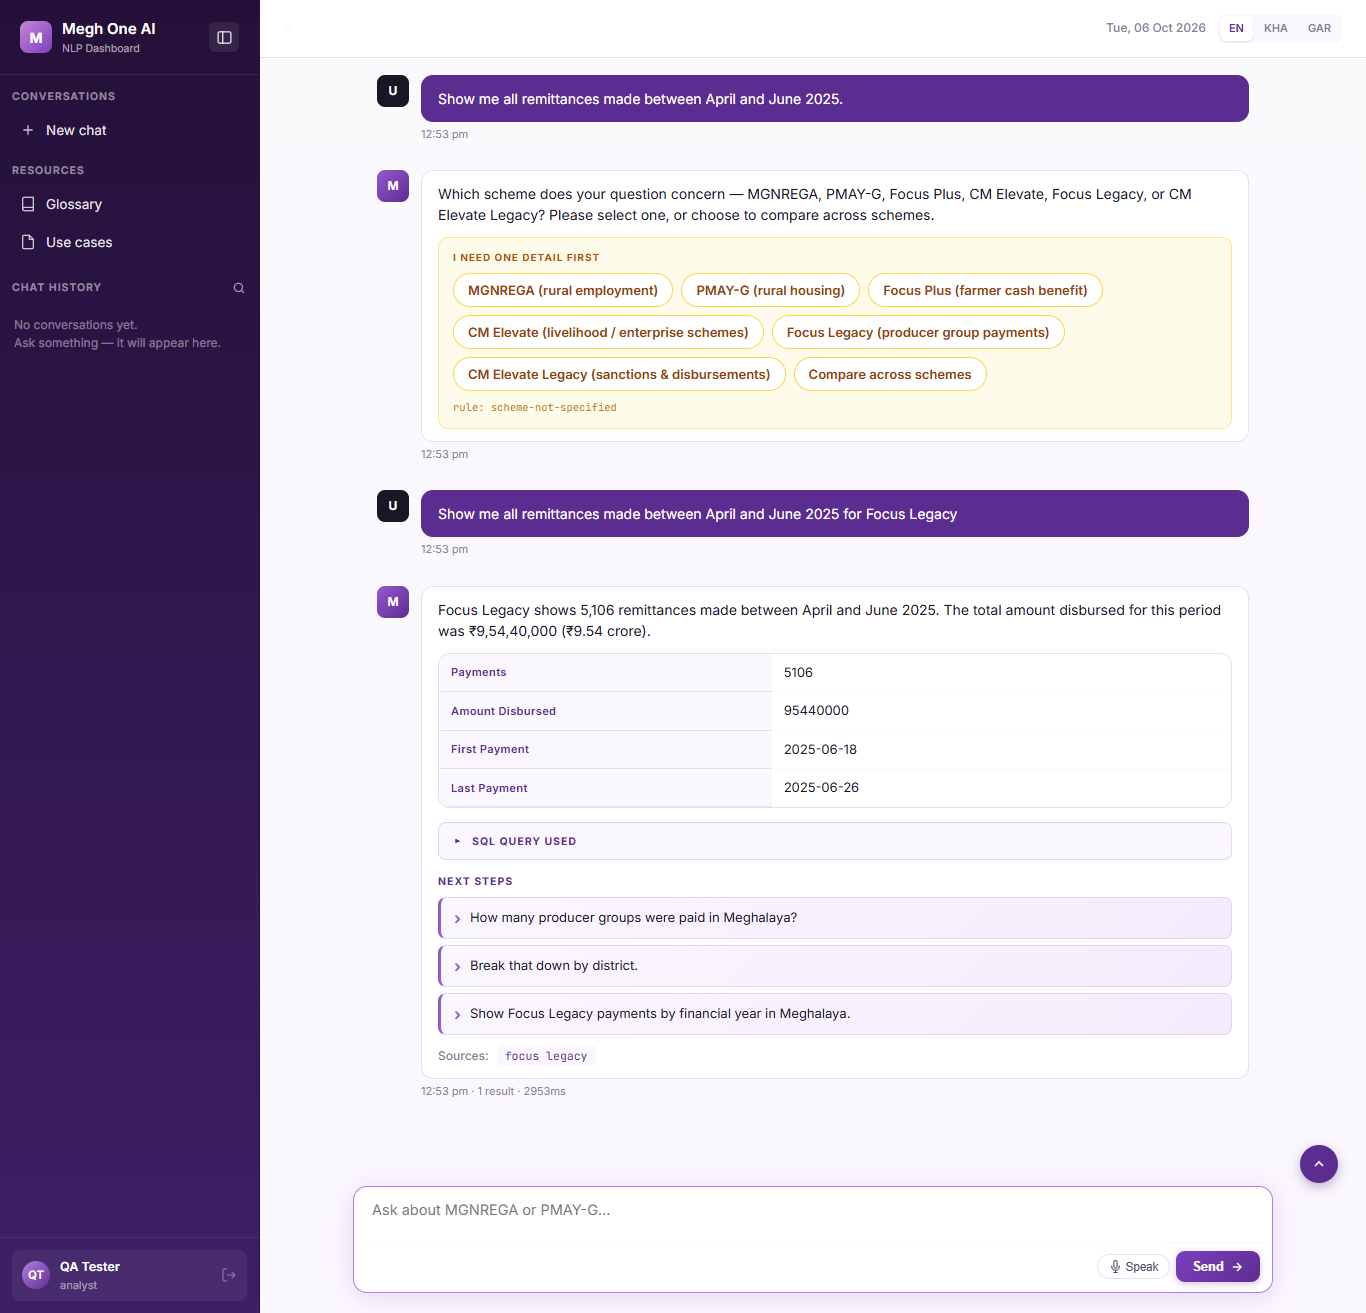 M
Megh One AI
NLP Dashboard
CONVERSATIONS
New chat
RESOURCES
Glossary
Use cases
CHAT HISTORY
No conversations yet.
Ask something — it will appear here.
QT
QA Tester
analyst
Tue, 06 Oct 2026
EN
KHA
GAR
U
Show me all remittances made between April and June 2025.
12:53 pm
M
Which scheme does your question concern — MGNREGA, PMAY-G, Focus Plus, CM Elevate, Focus Legacy, or CM
Elevate Legacy? Please select one, or choose to compare across schemes.
I NEED ONE DETAIL FIRST
MGNREGA (rural employment)
PMAY-G (rural housing)
Focus Plus (farmer cash benefit)
CM Elevate (livelihood / enterprise schemes)
Focus Legacy (producer group payments)
CM Elevate Legacy (sanctions & disbursements)
Compare across schemes
rule: scheme-not-specified
12:53 pm
U
Show me all remittances made between April and June 2025 for Focus Legacy
12:53 pm
M
Focus Legacy shows 5,106 remittances made between April and June 2025. The total amount disbursed for this period
was ₹9,54,40,000 (₹9.54 crore).
Payments 5106
Amount Disbursed 95440000
First Payment 2025-06-18
Last Payment 2025-06-26
SQL QUERY USED
NEXT STEPS
How many producer groups were paid in Meghalaya?
Break that down by district.
Show Focus Legacy payments by financial year in Meghalaya.
Sources: focus legacy
12:53 pm · 1 result · 2953ms
Ask about MGNREGA or PMAY-G...
Speak
Send →